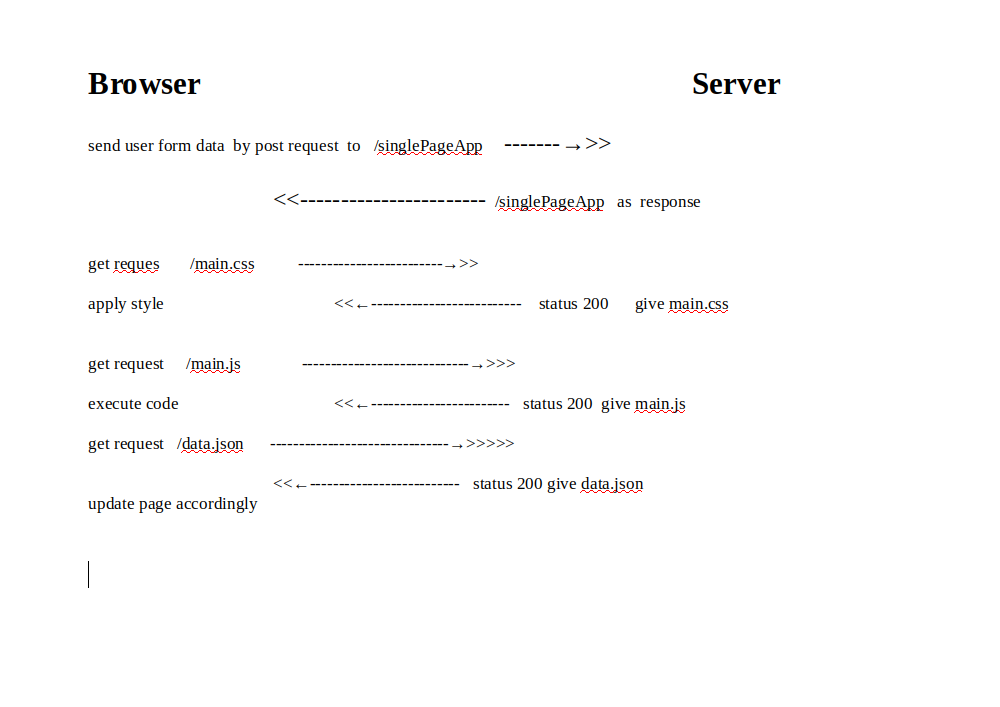 Browser Server
send user form data by post request to /singlePageApp -------→>>
<<----------------------- /singlePageApp as response
get reques /main.css -------------------------→>>
apply style <<←-------------------------- status 200 give main.css
get request /main.js -----------------------------→>>>
execute code <<←------------------------ status 200 give main.js
get request /data.json -------------------------------→>>>>>
<<←-------------------------- status 200 give data.json
update page accordingly